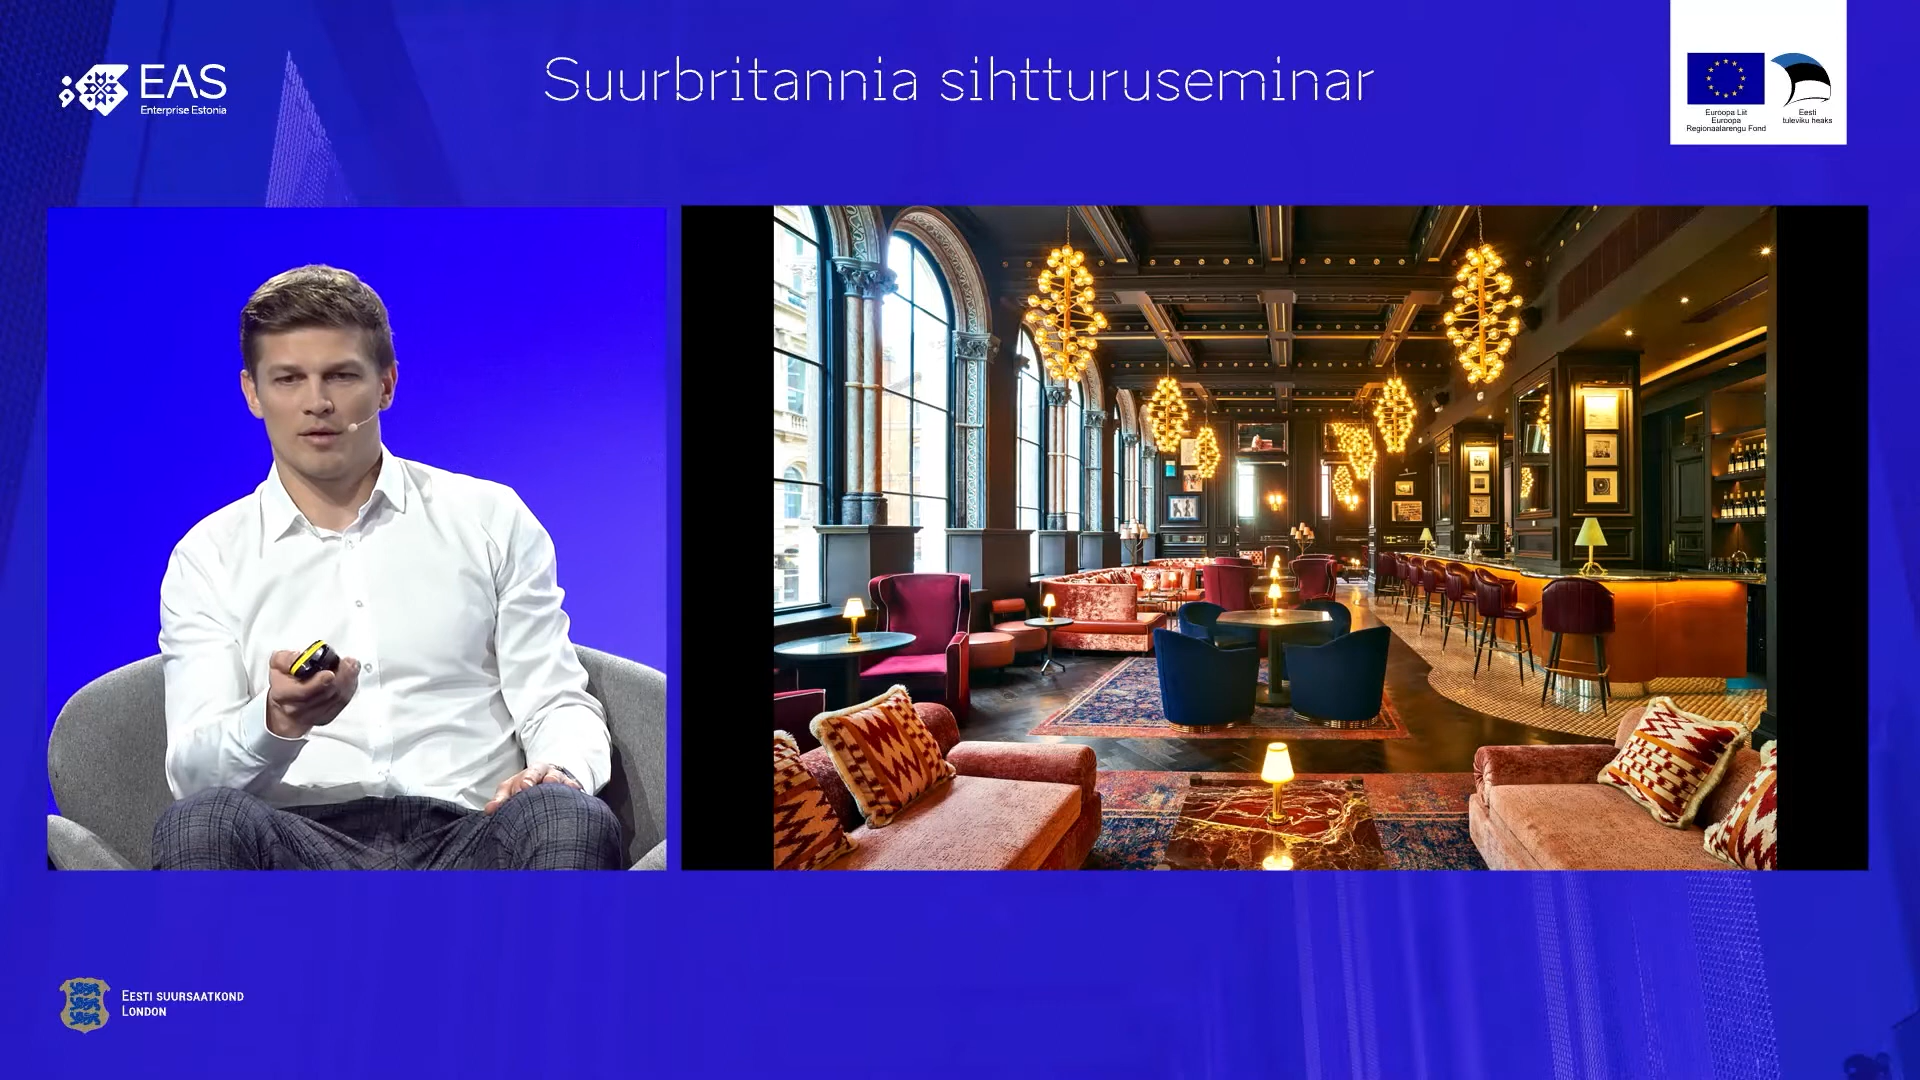 EAS
Enterprise Estonia
Suurbritannia sihtturuseminar
Euroopa Liit
Euroopa
Regionaalarengu Fond
Eesti
tuleviku heaks
EESTI SUURSAATKOND
LONDON